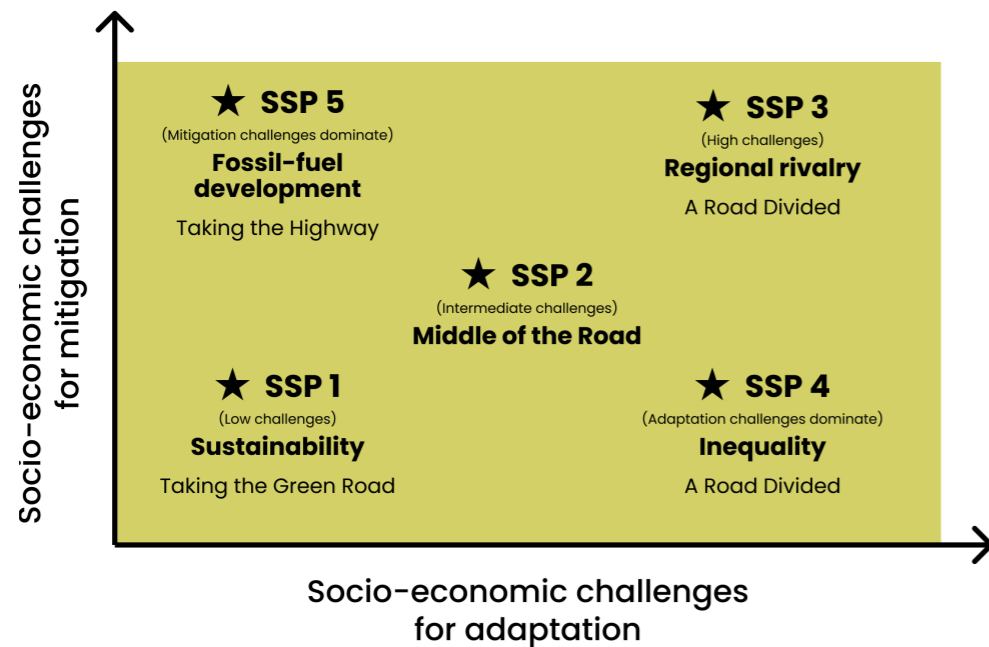 Socio-economic challenges
for mitigation
SSP 5
(Mitigation challenges dominate)
Fossil-fuel
development
Taking the Highway
SSP 3
(High challenges)
Regional rivalry
A Road Divided
SSP 2
(Intermediate challenges)
Middle of the Road
SSP 1
(Low challenges)
Sustainability
Taking the Green Road
SSP 4
(Adaptation challenges dominate)
Inequality
A Road Divided
Socio-economic challenges
for adaptation